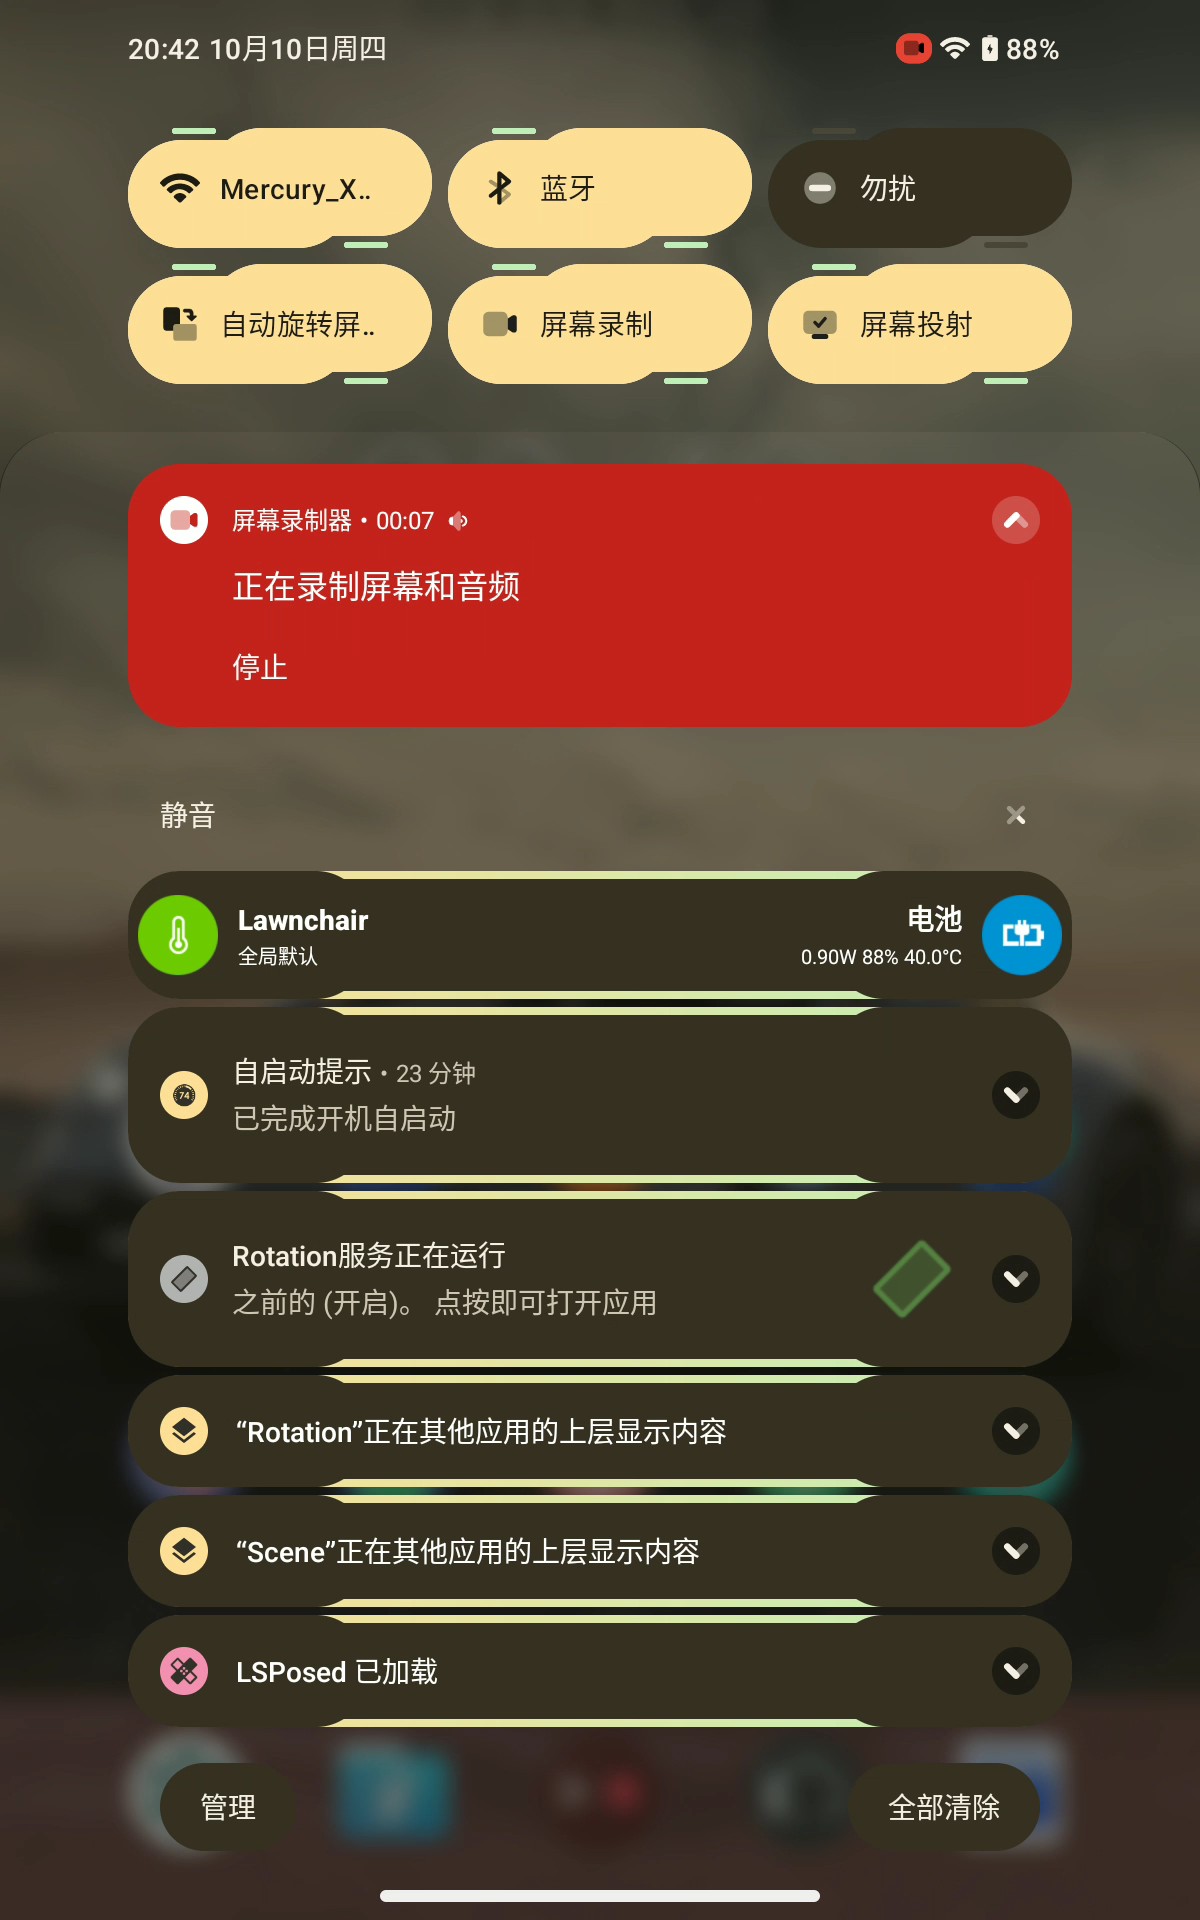 20:42 10月10日周四
88%
Mercury_X..
蓝牙
勿扰
自动旋转屏..
屏幕录制
屏幕投射
屏幕录制器 • 00:07
正在录制屏幕和音频
停止
静音
Lawnchair
电池
全局默认
0.90W 88% 40.0°C
自启动提示 • 23 分钟
74
已完成开机自启动
Rotation服务正在运行
之前的 (开启)。 点按即可打开应用
“Rotation”正在其他应用的上层显示内容
“Scene”正在其他应用的上层显示内容
LSPosed 已加载
管理
全部清除